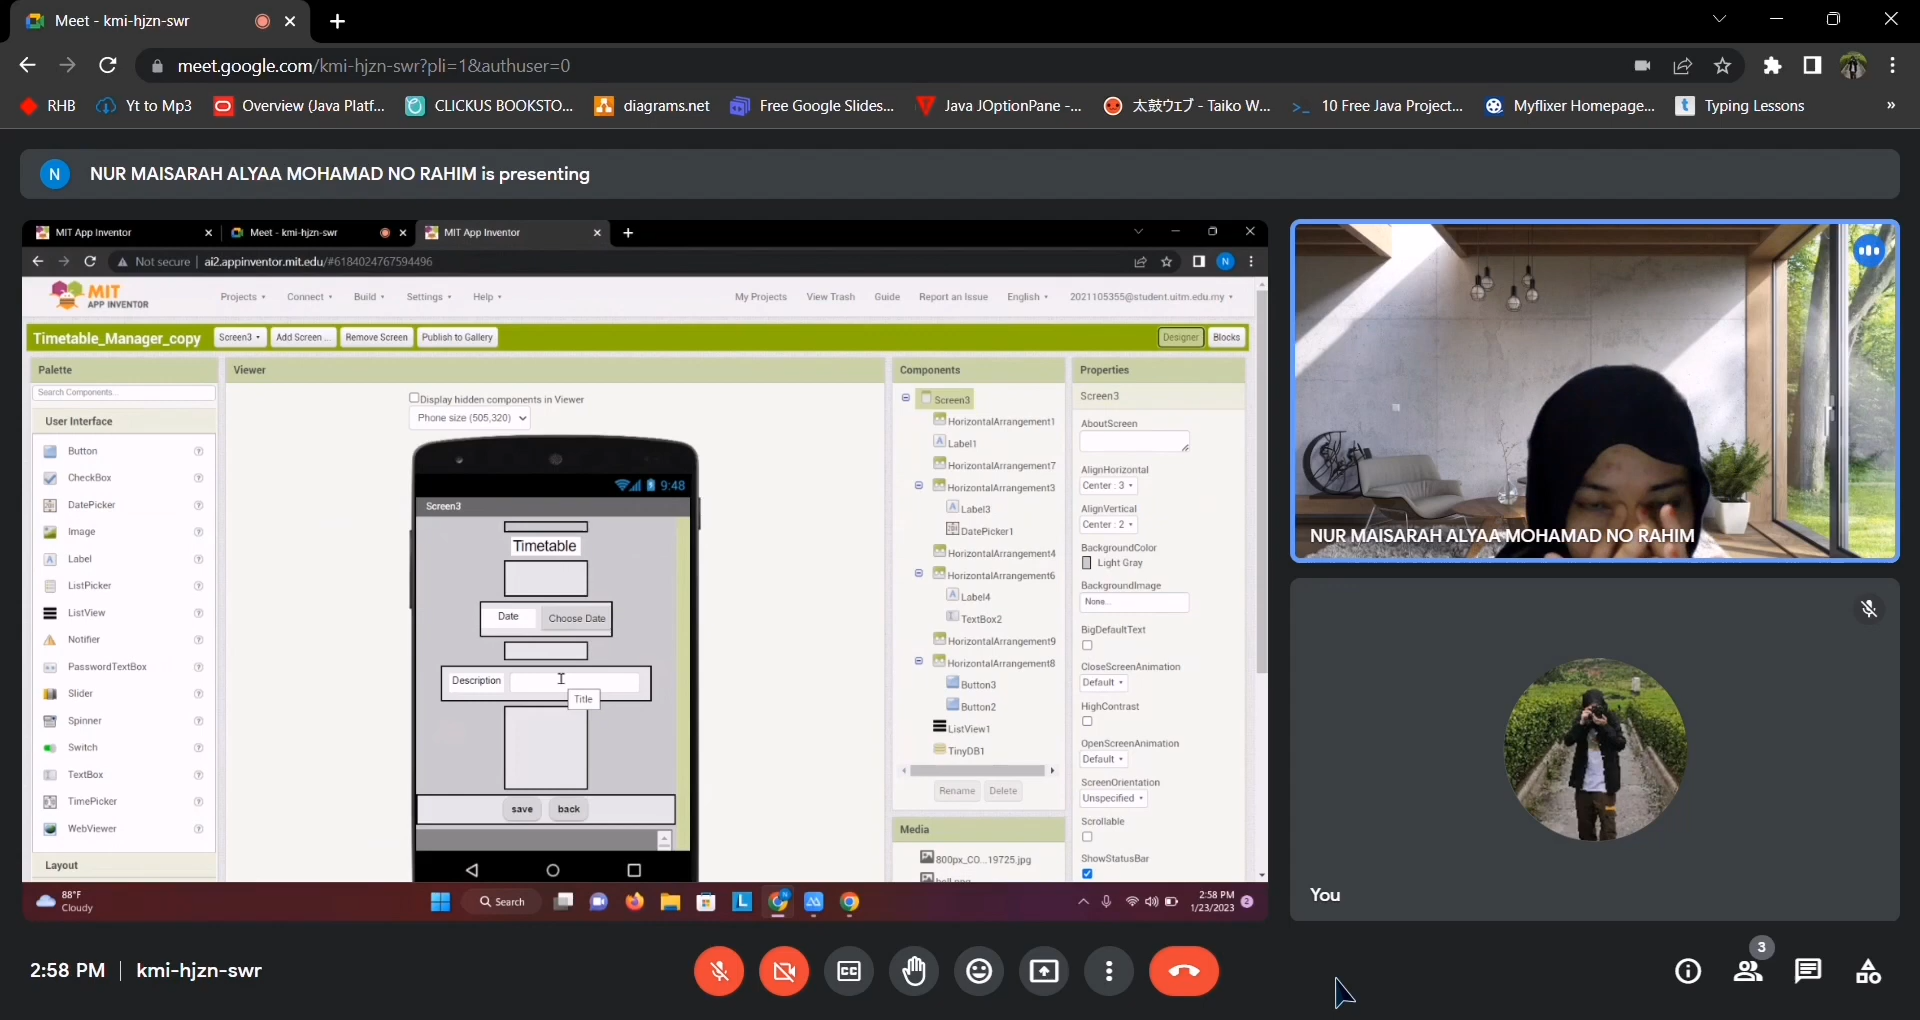 Meet - kmi-hjzn-swr
meet.google.com/kmi-hjzn-swr?pli=1&authuser=0
RHB Yt to Mp3 Overview (Java Platf... CLICKUS BOOKSTO... diagrams.net Free Google Slides... Java JOptionPane -... 太鼓ウェブ - Taiko W... 10 Free Java Project... Myflixer Homepage... t Typing Lessons »
N NUR MAISARAH ALYAA MOHAMAD NO RAHIM is presenting
MIT App Inventor Meet - kmi-hjzn-swr MIT App Inventor
Not secure ai2.appinventor.mit.edu/#6184024767594496 N
MIT APP INVENTOR
Projects Connect Build Settings Help My Projects View Trash Guide Report an Issue English 2021105355@student.uitm.edu.my
Timetable_Manager_copy Screen3 Add Screen ... Remove Screen Publish to Gallery Designer Blocks
Palette
Search Components...
User Interface
Button
CheckBox
DatePicker
Image
Label
ListPicker
ListView
Notifier
PasswordTextBox
Slider
Spinner
Switch
TextBox
TimePicker
WebViewer
Layout
Viewer
Display hidden components in Viewer
Phone size (505,320)
9:48
Screen3
Timetable
Date Choose Date
Description
Title
save back
Components
Screen3
HorizontalArrangement1
Label1
HorizontalArrangement7
HorizontalArrangement3
Label3
DatePicker1
HorizontalArrangement4
HorizontalArrangement6
Label4
TextBox2
HorizontalArrangement9
HorizontalArrangement8
Button3
Button2
ListView1
TinyDB1
Rename Delete
Media
800px_CO...19725.jpg
bell.png
Properties
Screen3
AboutScreen
AlignHorizontal
Center : 3
AlignVertical
Center : 2
BackgroundColor
Light Gray
BackgroundImage
None...
BigDefaultText
CloseScreenAnimation
Default
HighContrast
OpenScreenAnimation
Default
ScreenOrientation
Unspecified
Scrollable
ShowStatusBar
88°F
Cloudy
Search
2:58 PM
1/23/2023
2
NUR MAISARAH ALYAA MOHAMAD NO RAHIM
You
2:58 PM | kmi-hjzn-swr
CC
3